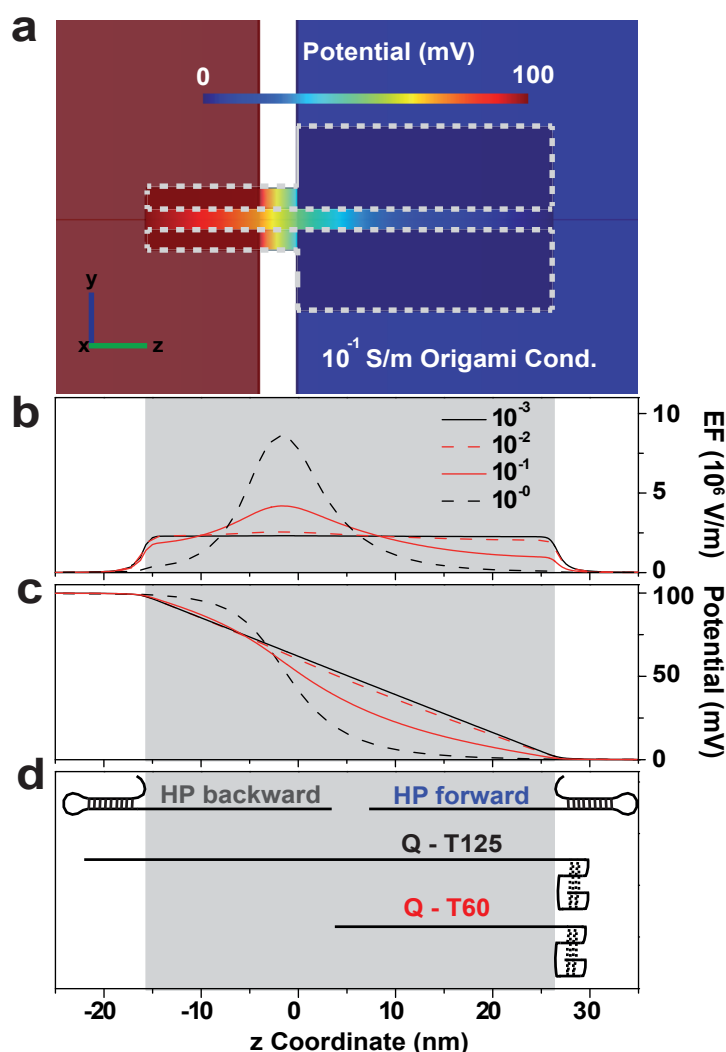 a
Potential (mV)
0 100
y
x z
10⁻¹ S/m Origami Cond.
b
10⁻³
10⁻²
10⁻¹
10⁻⁰
10
5
0
EF (10⁶ V/m)
c
100
50
0
Potential (mV)
d
HP backward HP forward
Q - T125
Q - T60
-20 -10 0 10 20 30
z Coordinate (nm)